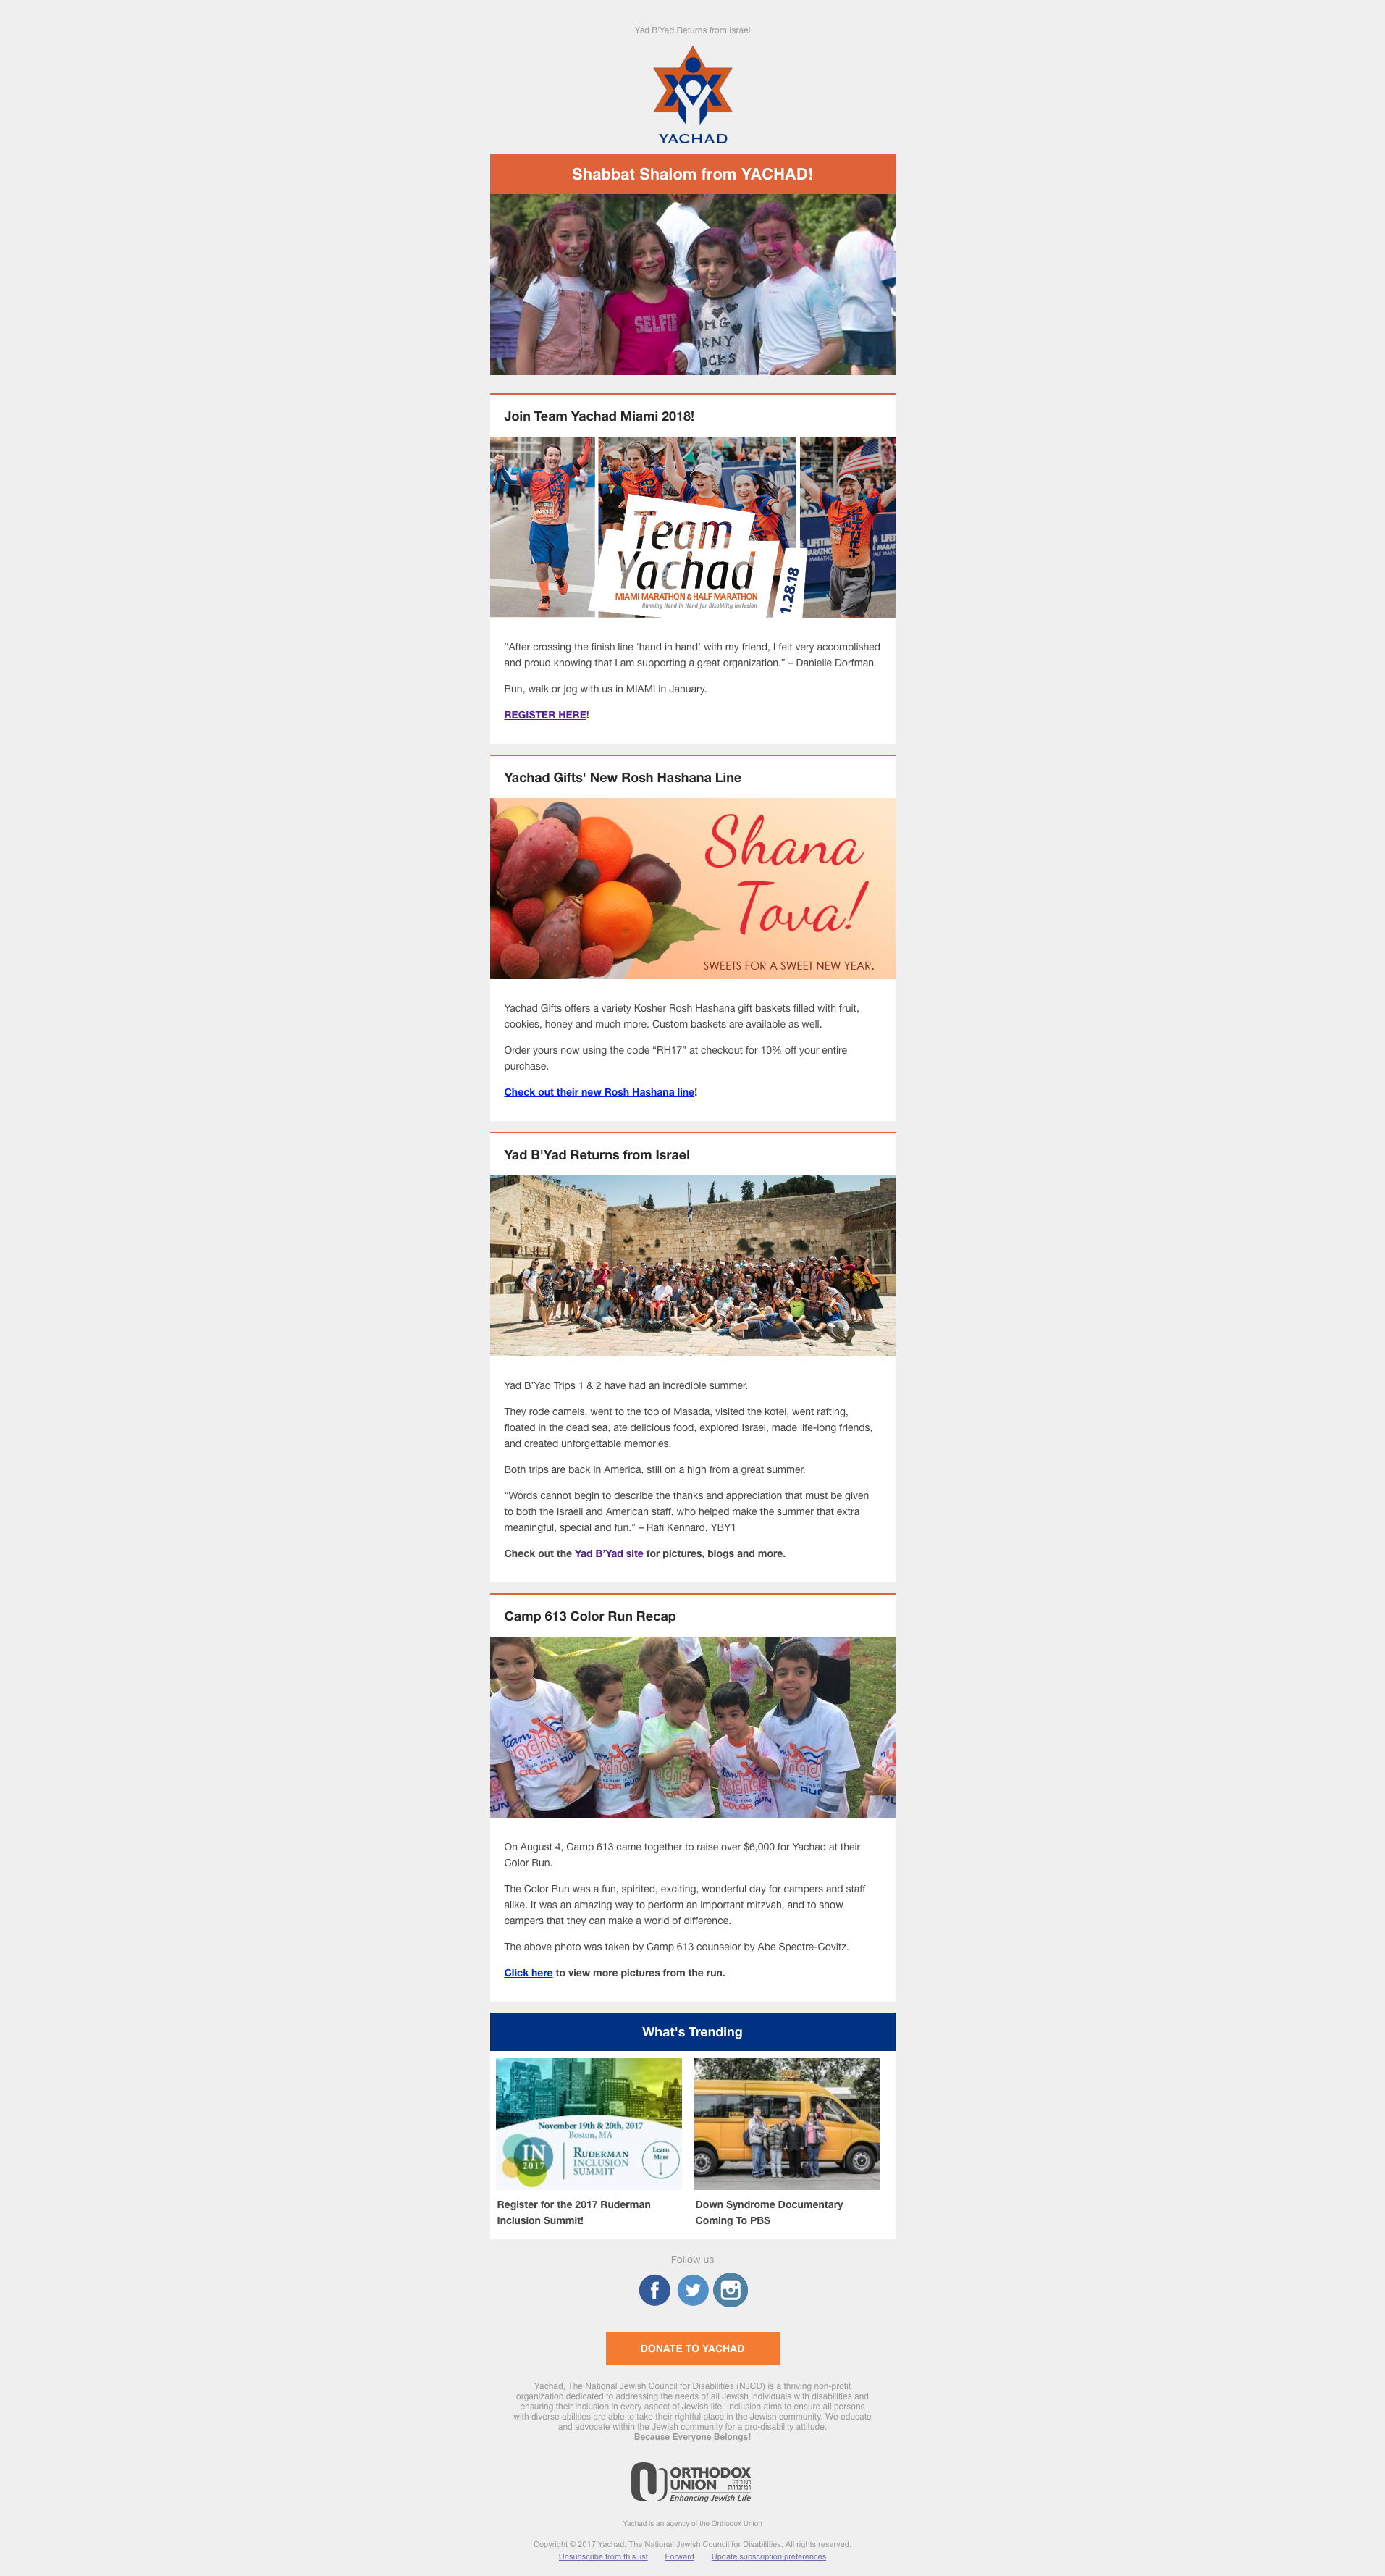 Yad B'Yad Returns from Israel
YACHAD
Shabbat Shalom from YACHAD!
SELFIE
OMG
KNY
OCKS
Join Team Yachad Miami 2018!
Team
Yachad
MIAMI MARATHON & HALF MARATHON
Running Hand in Hand for Disability Inclusion
1.28.18
“After crossing the finish line ‘hand in hand’ with my friend, I felt very accomplished
and proud knowing that I am supporting a great organization.” – Danielle Dorfman
Run, walk or jog with us in MIAMI in January.
REGISTER HERE!
Yachad Gifts' New Rosh Hashana Line
Shana
Tova!
SWEETS FOR A SWEET NEW YEAR.
Yachad Gifts offers a variety Kosher Rosh Hashana gift baskets filled with fruit,
cookies, honey and much more. Custom baskets are available as well.
Order yours now using the code “RH17” at checkout for 10% off your entire
purchase.
Check out their new Rosh Hashana line!
Yad B'Yad Returns from Israel
Yad B’Yad Trips 1 & 2 have had an incredible summer.
They rode camels, went to the top of Masada, visited the kotel, went rafting,
floated in the dead sea, ate delicious food, explored Israel, made life-long friends,
and created unforgettable memories.
Both trips are back in America, still on a high from a great summer.
“Words cannot begin to describe the thanks and appreciation that must be given
to both the Israeli and American staff, who helped make the summer that extra
meaningful, special and fun.” – Rafi Kennard, YBY1
Check out the Yad B’Yad site for pictures, blogs and more.
Camp 613 Color Run Recap
team
yachad
COLOR RUN
On August 4, Camp 613 came together to raise over $6,000 for Yachad at their
Color Run.
The Color Run was a fun, spirited, exciting, wonderful day for campers and staff
alike. It was an amazing way to perform an important mitzvah, and to show
campers that they can make a world of difference.
The above photo was taken by Camp 613 counselor by Abe Spectre-Covitz.
Click here to view more pictures from the run.
What's Trending
November 19th & 20th, 2017
Boston, MA
IN
2017
RUDERMAN
INCLUSION
SUMMIT
Learn
More
Register for the 2017 Ruderman
Inclusion Summit!
Down Syndrome Documentary
Coming To PBS
Follow us
DONATE TO YACHAD
Yachad, The National Jewish Council for Disabilities (NJCD) is a thriving non-profit
organization dedicated to addressing the needs of all Jewish individuals with disabilities and
ensuring their inclusion in every aspect of Jewish life. Inclusion aims to ensure all persons
with diverse abilities are able to take their rightful place in the Jewish community. We educate
and advocate within the Jewish community for a pro-disability attitude.
Because Everyone Belongs!
ORTHODOX
UNION תורה ומצוות
Enhancing Jewish Life
Yachad is an agency of the Orthodox Union
Copyright © 2017 Yachad, The National Jewish Council for Disabilities, All rights reserved.
Unsubscribe from this list Forward Update subscription preferences